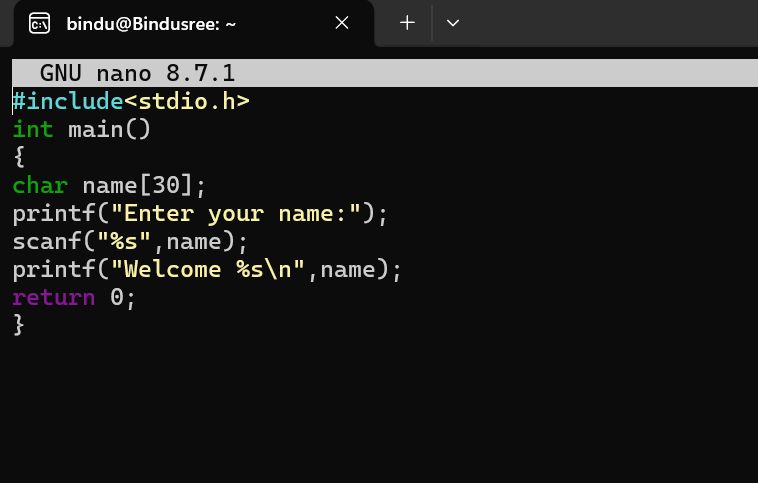 bindu@Bindusree: ~
GNU nano 8.7.1
#include<stdio.h>
int main()
{
char name[30];
printf("Enter your name:");
scanf("%s",name);
printf("Welcome %s\n",name);
return 0;
}